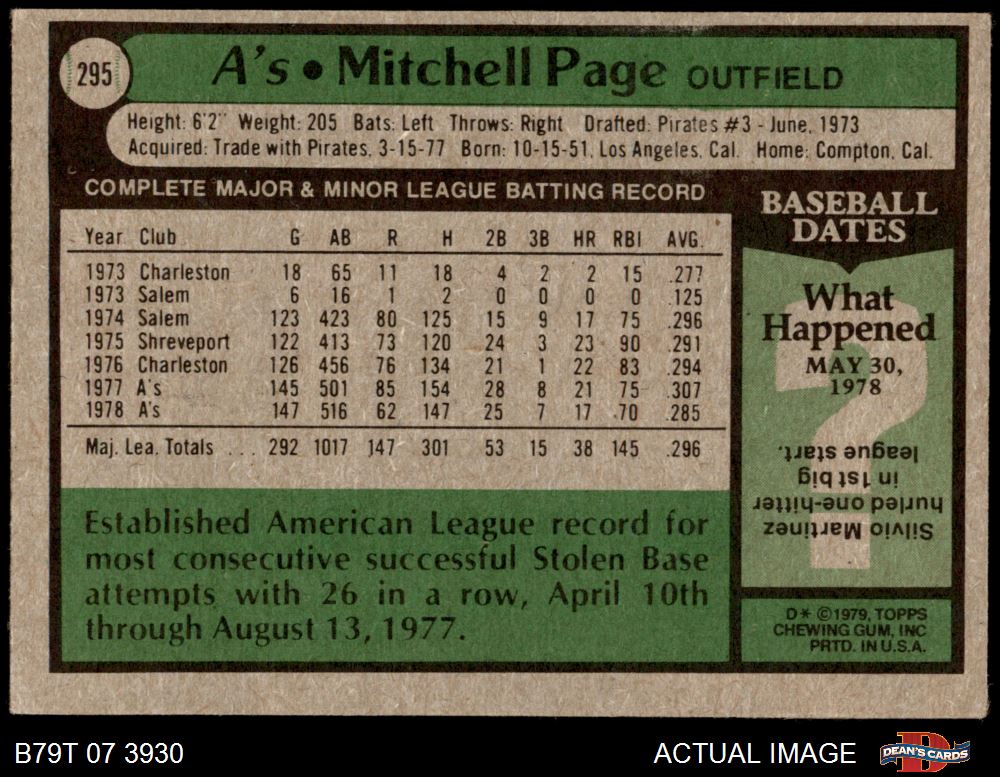 295
A's • Mitchell Page OUTFIELD
Height: 6'2" Weight: 205 Bats: Left Throws: Right Drafted: Pirates #3 - June, 1973
Acquired: Trade with Pirates, 3-15-77 Born: 10-15-51, Los Angeles, Cal. Home: Compton, Cal.
COMPLETE MAJOR & MINOR LEAGUE BATTING RECORD
Year Club G AB R H 2B 3B HR RBI AVG.
1973 Charleston 18 65 11 18 4 2 2 15 .277
1973 Salem 6 16 1 2 0 0 0 0 .125
1974 Salem 123 423 80 125 15 9 17 75 .296
1975 Shreveport 122 413 73 120 24 3 23 90 .291
1976 Charleston 126 456 76 134 21 1 22 83 .294
1977 A's 145 501 85 154 28 8 21 75 .307
1978 A's 147 516 62 147 25 7 17 70 .285
Maj. Lea. Totals ... 292 1017 147 301 53 15 38 145 .296
Established American League record for
most consecutive successful Stolen Base
attempts with 26 in a row, April 10th
through August 13, 1977.
BASEBALL
DATES
What
Happened
MAY 30,
1978
?
Silvio Martinez
hurled one-hitter
in 1st big
league start.
D* ©1979, TOPPS
CHEWING GUM, INC
PRTD. IN U.S.A.
B79T 07 3930
ACTUAL IMAGE
D
DEAN'S CARDS